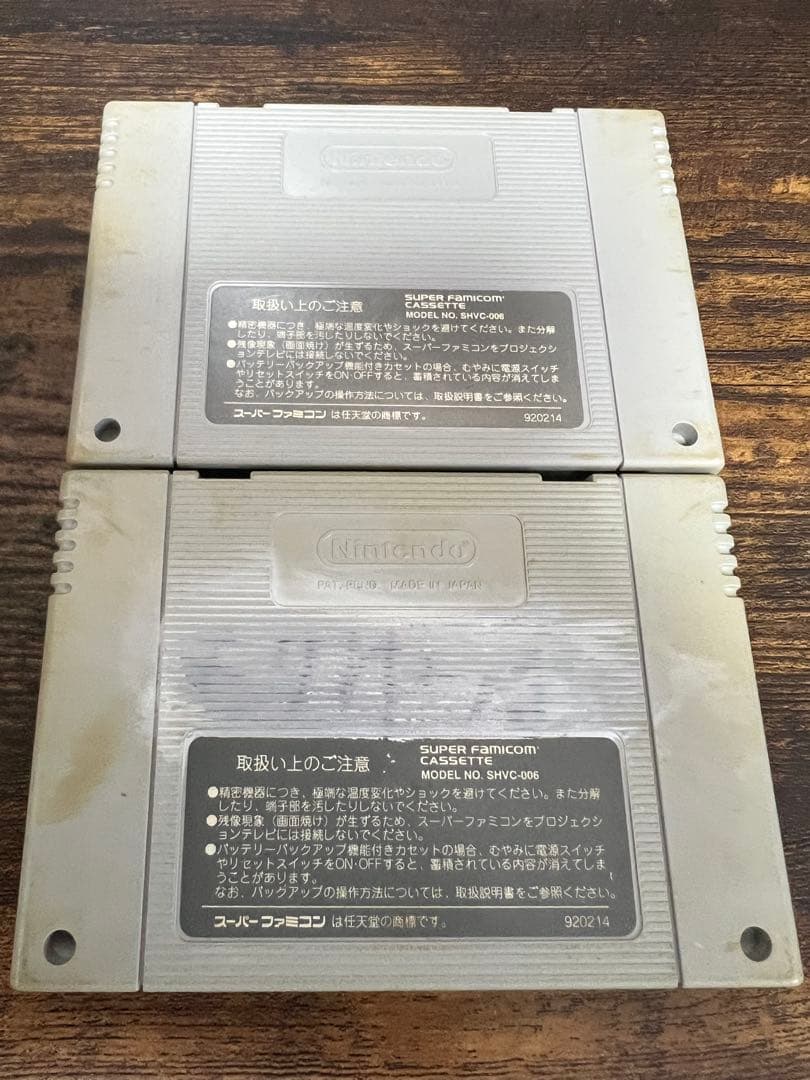 Nintendo
取扱い上のご注意
SUPER FAMICOM
CASSETTE
MODEL NO. SHVC-006
●精密機器につき、極端な温度変化やショックを避けてください。また分解
したり、端子部を汚したりしないでください。
●残像現象（画面焼け）が生ずるため、スーパーファミコンをプロジェクシ
ョンテレビには接続しないでください。
●バッテリーバックアップ機能付きカセットの場合、むやみに電源スイッチ
やリセットスイッチをON・OFFすると、蓄積されている内容が消えてしま
うことがあります。
なお、バックアップの操作方法については、取扱説明書をご参照ください。
スーパーファミコン は任天堂の商標です。
920214
Nintendo
PAT. PEND. MADE IN JAPAN
取扱い上のご注意
SUPER FAMICOM
CASSETTE
MODEL NO. SHVC-006
●精密機器につき、極端な温度変化やショックを避けてください。また分解
したり、端子部を汚したりしないでください。
●残像現象（画面焼け）が生ずるため、スーパーファミコンをプロジェクシ
ョンテレビには接続しないでください。
●バッテリーバックアップ機能付きカセットの場合、むやみに電源スイッチ
やリセットスイッチをON・OFFすると、蓄積されている内容が消えてしま
うことがあります。
なお、バックアップの操作方法については、取扱説明書をご参照ください。
スーパーファミコン は任天堂の商標です。
920214